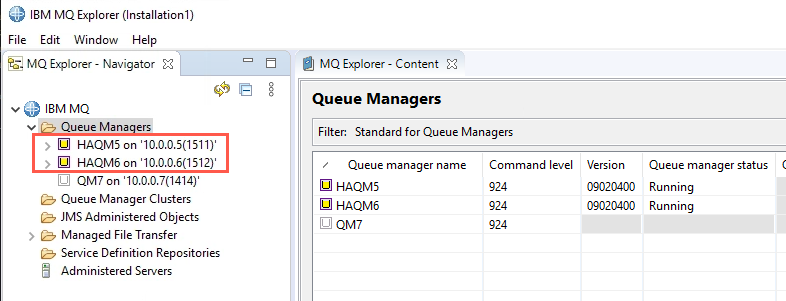 IBM MQ Explorer (Installation1)
File Edit Window Help
MQ Explorer - Navigator
IBM MQ
Queue Managers
HAQM5 on '10.0.0.5(1511)'
HAQM6 on '10.0.0.6(1512)'
QM7 on '10.0.0.7(1414)'
Queue Manager Clusters
JMS Administered Objects
Managed File Transfer
Service Definition Repositories
Administered Servers
MQ Explorer - Content
Queue Managers
Filter: Standard for Queue Managers
Queue manager name Command level Version Queue manager status
HAQM5 924 09020400 Running
HAQM6 924 09020400 Running
QM7 924